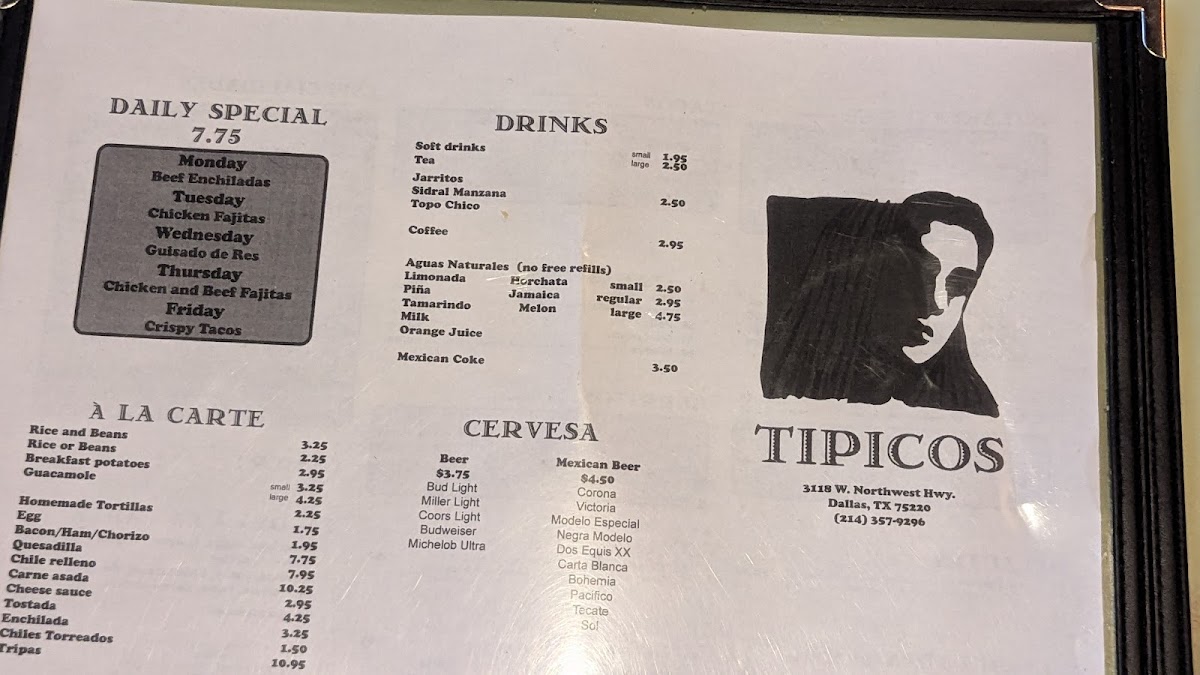 DAILY SPECIAL
7.75
Monday
Beef Enchiladas
Tuesday
Chicken Fajitas
Wednesday
Guisado de Res
Thursday
Chicken and Beef Fajitas
Friday
Crispy Tacos
À LA CARTE
Rice and Beans 3.25
Rice or Beans 2.25
Breakfast potatoes 2.95
Guacamole small 3.25
large 4.25
Homemade Tortillas 2.25
Egg 1.75
Bacon/Ham/Chorizo 1.95
Quesadilla 7.75
Chile relleno 7.95
Carne asada 10.25
Cheese sauce 2.95
Tostada 4.25
Enchilada 3.25
Chiles Torreados 1.50
Tripas 10.95
DRINKS
Soft drinks small 1.95
Tea large 2.50
Jarritos
Sidral Manzana
Topo Chico 2.50
Coffee 2.95
Aguas Naturales (no free refills)
Limonada Horchata small 2.50
Piña Jamaica regular 2.95
Tamarindo Melon large 4.75
Milk
Orange Juice
Mexican Coke 3.50
CERVESA
Beer
$3.75
Bud Light
Miller Light
Coors Light
Budweiser
Michelob Ultra
Mexican Beer
$4.50
Corona
Victoria
Modelo Especial
Negra Modelo
Dos Equis XX
Carta Blanca
Bohemia
Pacifico
Tecate
Sol
TIPICOS
3118 W. Northwest Hwy.
Dallas, TX 75220
(214) 357-9296